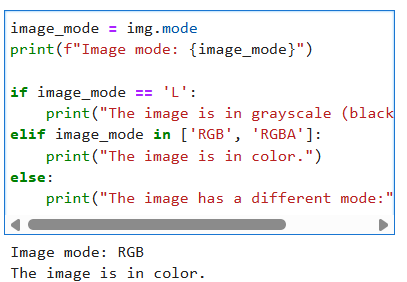 image_mode = img.mode
print(f"Image mode: {image_mode}")
if image_mode == 'L':
    print("The image is in grayscale (black
elif image_mode in ['RGB', 'RGBA']:
    print("The image is in color.")
else:
    print("The image has a different mode:"
Image mode: RGB
The image is in color.